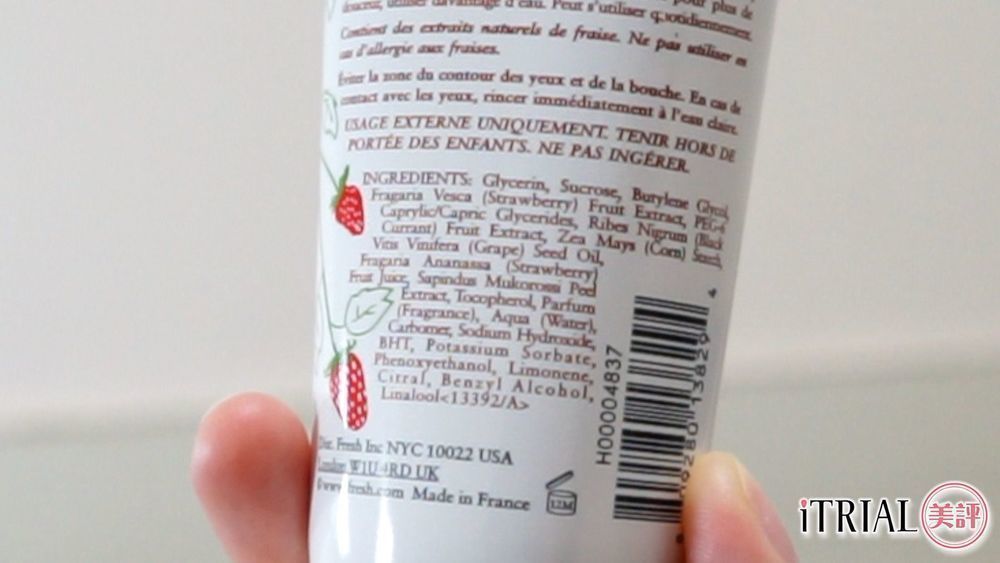 douceur, utiliser davantage d'eau. Peut s'utiliser quotidiennement.
Contient des extraits naturels de fraise. Ne pas utiliser en
cas d'allergie aux fraises.
Éviter la zone du contour des yeux et de la bouche. En cas de
contact avec les yeux, rincer immédiatement à l'eau claire.
USAGE EXTERNE UNIQUEMENT. TENIR HORS DE
PORTÉE DES ENFANTS. NE PAS INGÉRER.
INGREDIENTS: Glycerin, Sucrose, Butylene Glycol,
Fragaria Vesca (Strawberry) Fruit Extract, PEG-6
Caprylic/Capric Glycerides, Ribes Nigrum (Black
Currant) Fruit Extract, Zea Mays (Corn) Starch,
Vitis Vinifera (Grape) Seed Oil,
Fragaria Ananassa (Strawberry)
Fruit Juice, Sapindus Mukorossi Peel
Extract, Tocopherol, Parfum
(Fragrance), Aqua (Water),
Carbomer, Sodium Hydroxide,
BHT, Potassium Sorbate,
Phenoxyethanol, Limonene,
Citral, Benzyl Alcohol,
Linalool<13392/A>
Dist. Fresh Inc NYC 10022 USA
London W1U 4RD UK
www.fresh.com Made in France
12M
H00004837
4
iTRIAL 美評